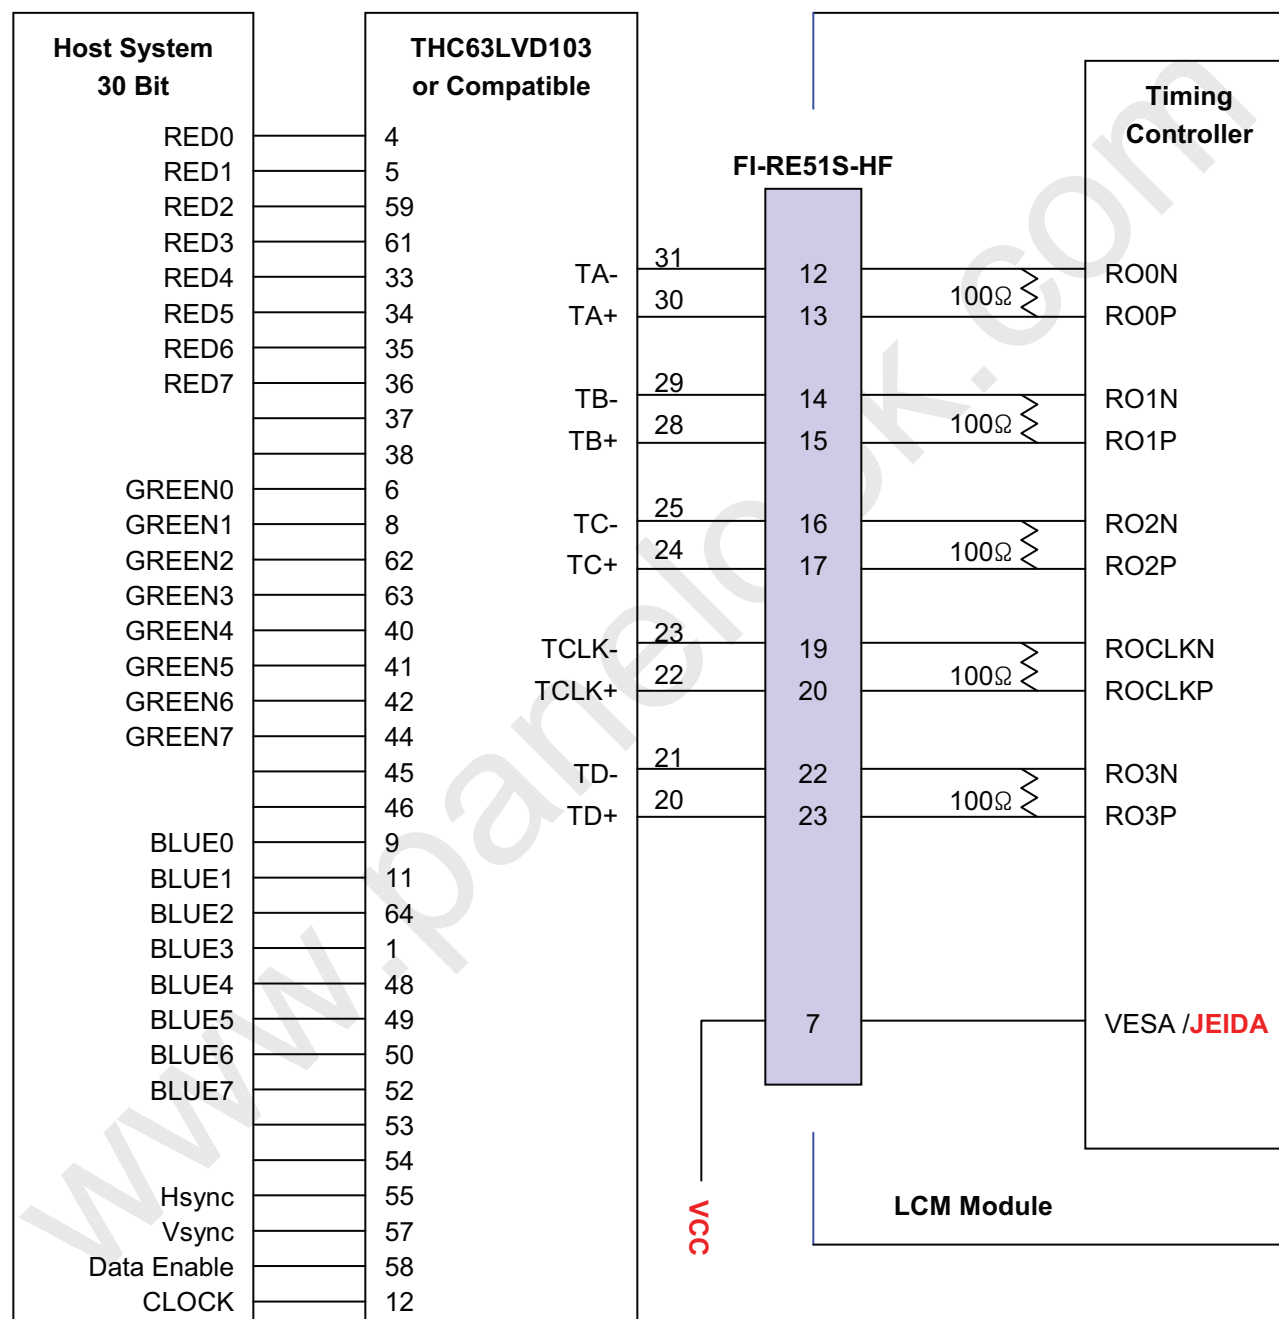 Host System
30 Bit
RED0
RED1
RED2
RED3
RED4
RED5
RED6
RED7
GREEN0
GREEN1
GREEN2
GREEN3
GREEN4
GREEN5
GREEN6
GREEN7
BLUE0
BLUE1
BLUE2
BLUE3
BLUE4
BLUE5
BLUE6
BLUE7
Hsync
Vsync
Data Enable
CLOCK
THC63LVD103
or Compatible
4
5
59
61
33
34
35
36
37
38
6
8
62
63
40
41
42
44
45
46
9
11
64
1
48
49
50
52
53
54
55
57
58
12
TA- 31
TA+ 30
TB- 29
TB+ 28
TC- 25
TC+ 24
TCLK- 23
TCLK+ 22
TD- 21
TD+ 20
FI-RE51S-HF
12
13
14
15
16
17
19
20
22
23
7
100Ω
100Ω
100Ω
100Ω
100Ω
Timing
Controller
RO0N
RO0P
RO1N
RO1P
RO2N
RO2P
ROCLKN
ROCLKP
RO3N
RO3P
VESA /JEIDA
VCC
LCM Module
www.panelook.com